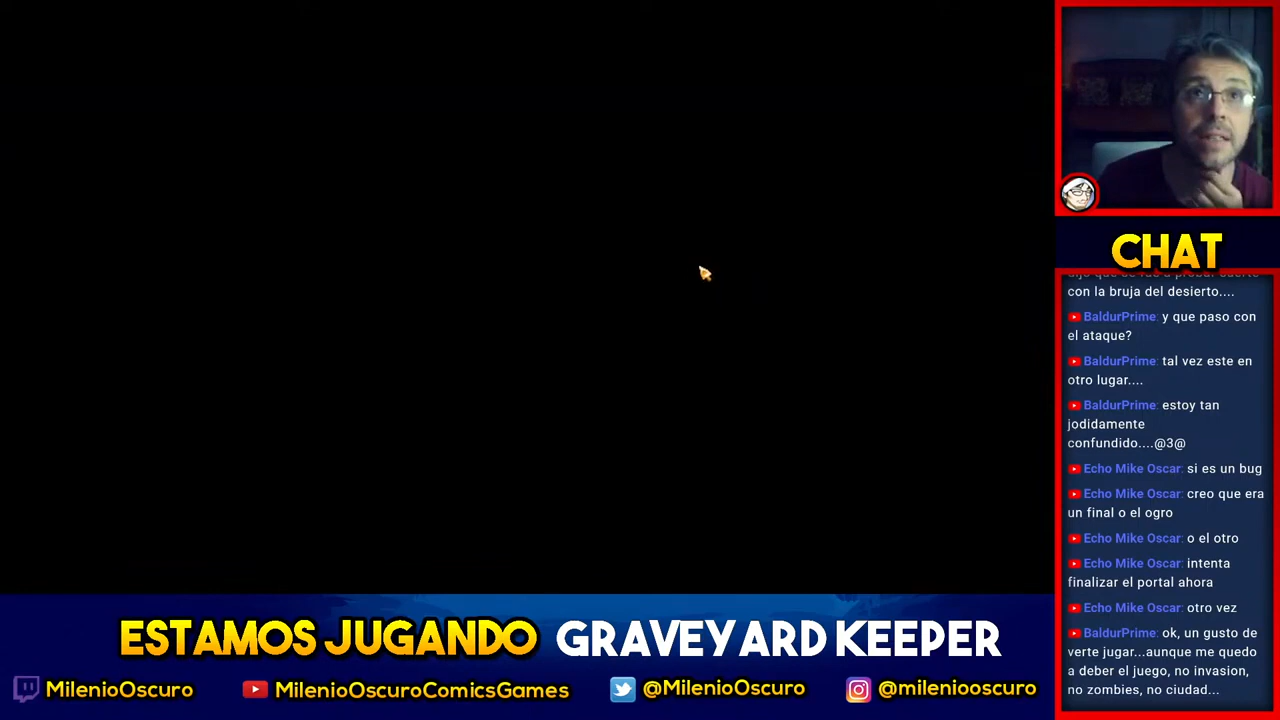 CHAT
con la bruja del desierto....
BaldurPrime: y que paso con
el ataque?
BaldurPrime: tal vez este en
otro lugar....
BaldurPrime: estoy tan
jodidamente
confundido....@3@
Echo Mike Oscar: si es un bug
Echo Mike Oscar: creo que era
un final o el ogro
Echo Mike Oscar: o el otro
Echo Mike Oscar: intenta
finalizar el portal ahora
Echo Mike Oscar: otro vez
BaldurPrime: ok, un gusto de
verte jugar...aunque me quedo
a deber el juego, no invasion,
no zombies, no ciudad...
ESTAMOS JUGANDO GRAVEYARD KEEPER
MilenioOscuro MilenioOscuroComicsGames @MilenioOscuro @mileniooscuro